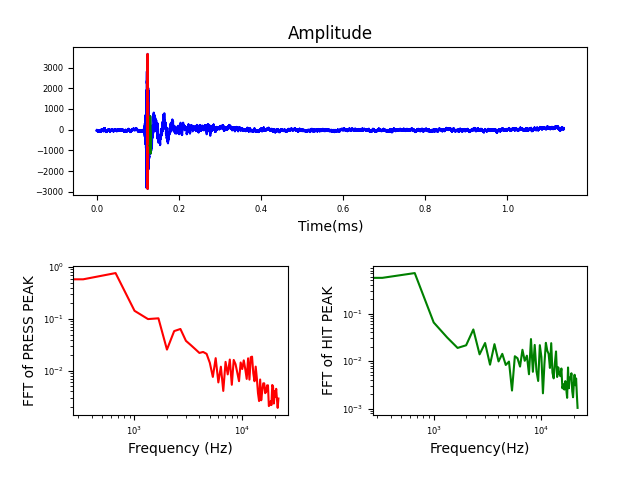 Amplitude
3000
2000
1000
0
−1000
−2000
−3000
0.0 0.2 0.4 0.6 0.8 1.0
Time(ms)
FFT of PRESS PEAK
10⁰
10⁻¹
10⁻²
10³ 10⁴
Frequency (Hz)
FFT of HIT PEAK
10⁻¹
10⁻²
10⁻³
10³ 10⁴
Frequency(Hz)